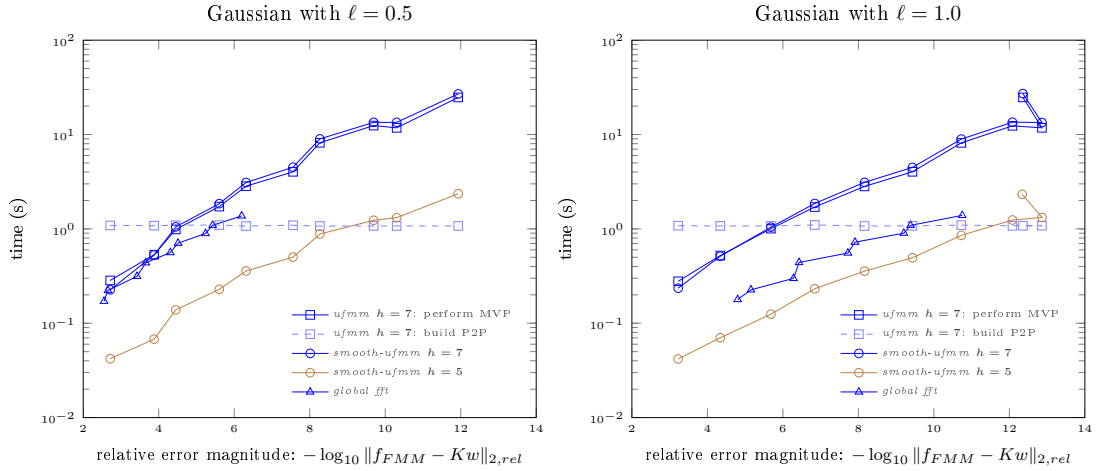 Gaussian with ℓ = 0.5
10²
10¹
10⁰
10⁻¹
10⁻²
time (s)
2 4 6 8 10 12 14
relative error magnitude: − log₁₀ ‖f_FMM − Kw‖₂,rel
ufmm h = 7: perform MVP
ufmm h = 7: build P2P
smooth-ufmm h = 7
smooth-ufmm h = 5
global fft
Gaussian with ℓ = 1.0
10²
10¹
10⁰
10⁻¹
10⁻²
time (s)
2 4 6 8 10 12 14
relative error magnitude: − log₁₀ ‖f_FMM − Kw‖₂,rel
ufmm h = 7: perform MVP
ufmm h = 7: build P2P
smooth-ufmm h = 7
smooth-ufmm h = 5
global fft